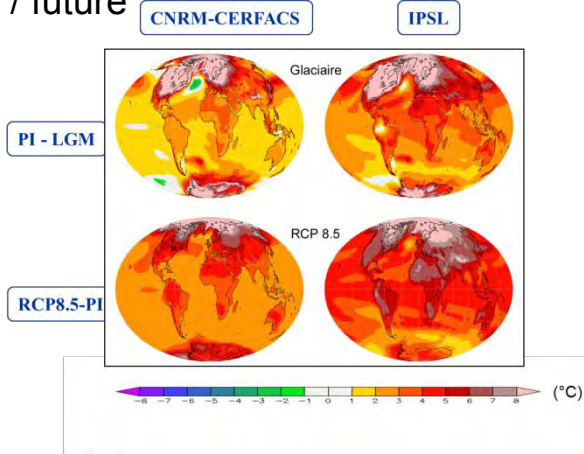 / future
CNRM-CERFACS IPSL
Glaciaire
PI - LGM
RCP 8.5
RCP8.5-PI
-8 -7 -6 -5 -4 -3 -2 -1 0 1 2 3 4 5 6 7 8 (°C)